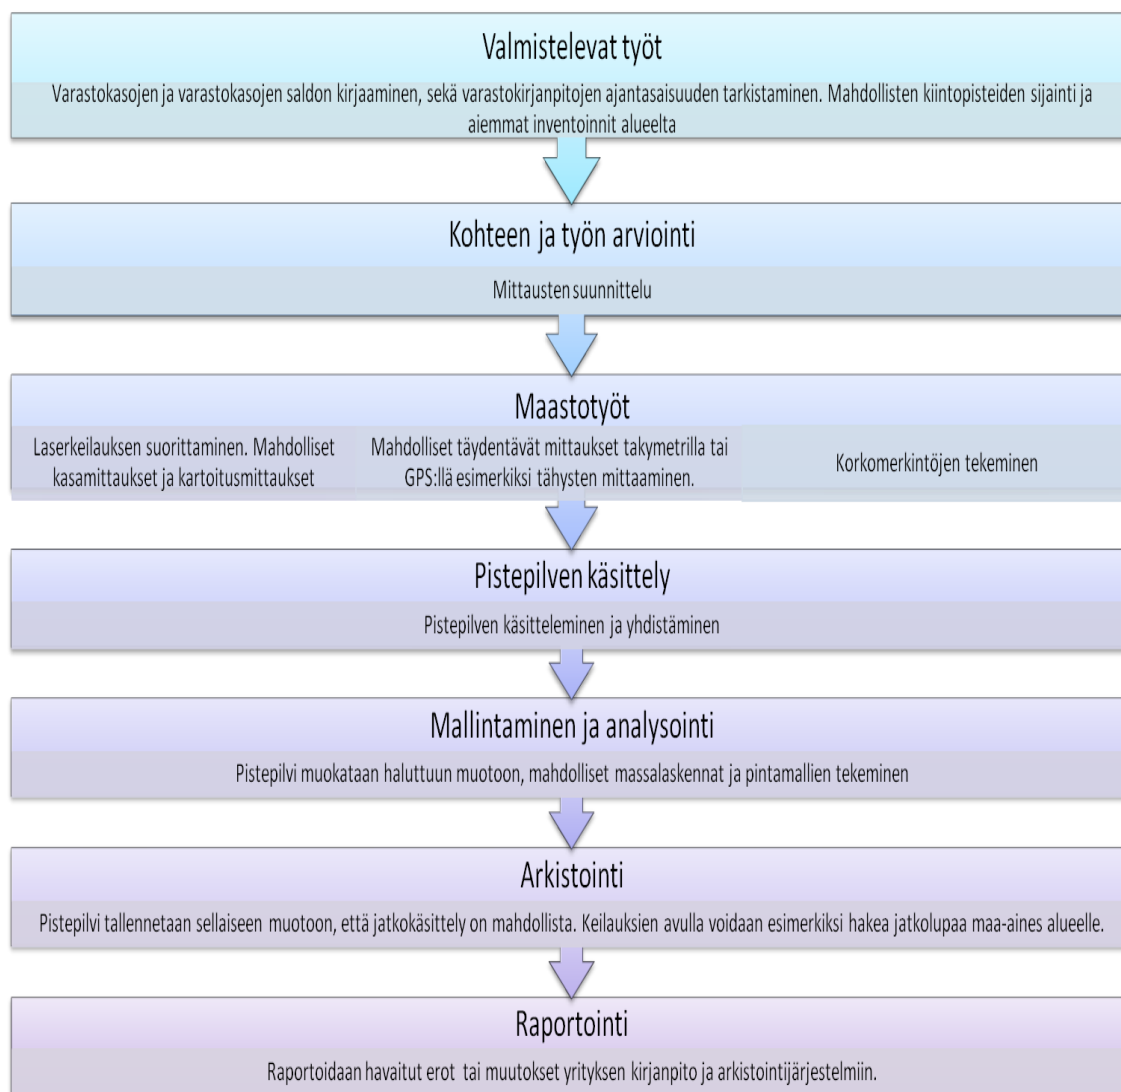 Valmistelevat työt
Varastokasojen ja varastokasojen saldon kirjaaminen, sekä varastokirjanpitojen ajantasaisuuden tarkistaminen. Mahdollisten kiintopisteiden sijainti ja
aiemmat inventoinnit alueelta
Kohteen ja työn arviointi
Mittausten suunnittelu
Maastotyöt
Laserkeilauksen suorittaminen. Mahdolliset
kasamittaukset ja kartoitusmittaukset
Mahdolliset täydentävät mittaukset takymetrilla tai
GPS:llä esimerkiksi tähysten mittaaminen.
Korkomerkintöjen tekeminen
Pistepilven käsittely
Pistepilven käsitteleminen ja yhdistäminen
Mallintaminen ja analysointi
Pistepilvi muokataan haluttuun muotoon, mahdolliset massalaskennat ja pintamallien tekeminen
Arkistointi
Pistepilvi tallennetaan sellaiseen muotoon, että jatkokäsittely on mahdollista. Keilauksien avulla voidaan esimerkiksi hakea jatkolupaa maa-aines alueelle.
Raportointi
Raportoidaan havaitut erot tai muutokset yrityksen kirjanpito ja arkistointijärjestelmiin.